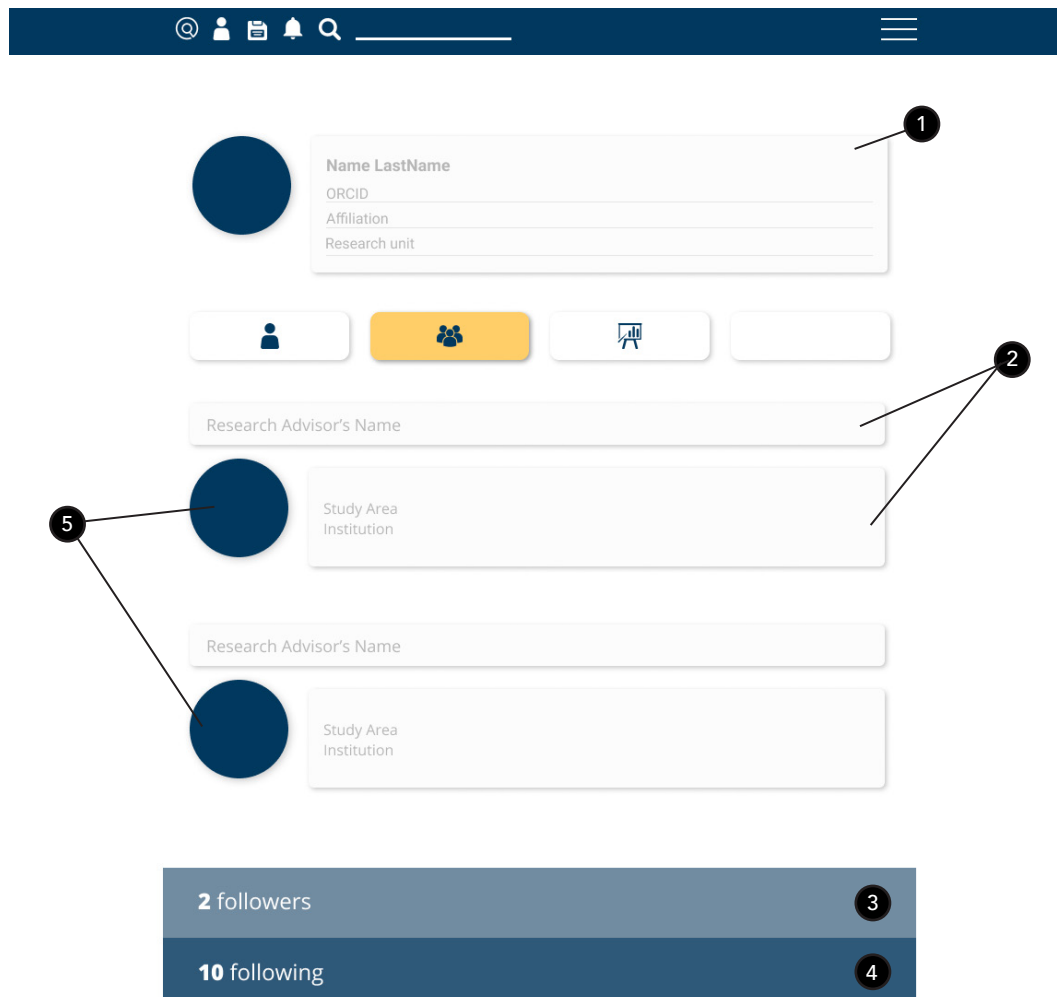 1
Name LastName
ORCID
Affiliation
Research unit
2
Research Advisor's Name
Study Area
Institution
5
Research Advisor's Name
Study Area
Institution
2 followers
3
10 following
4